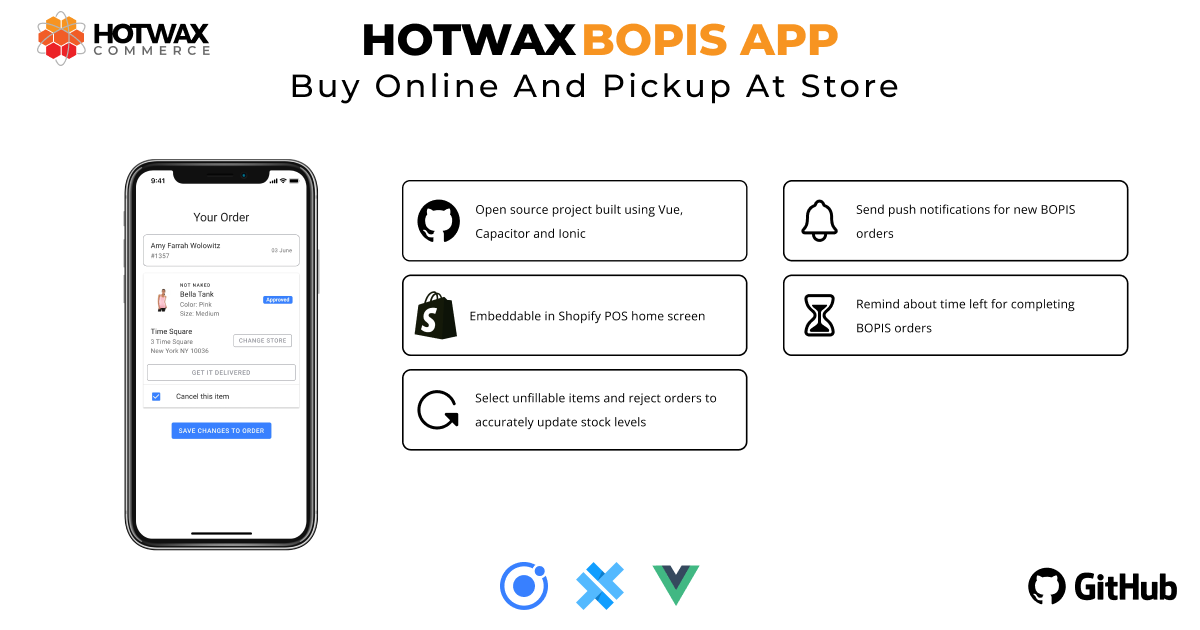 HOTWAX
COMMERCE
HOTWAX BOPIS APP
Buy Online And Pickup At Store
9:41
Your Order
Amy Farrah Wolowitz
#1357
03 June
NOT NAKED
Bella Tank
Color: Pink
Size: Medium
Approved
Time Square
3 Time Square
New York NY 10036
CHANGE STORE
GET IT DELIVERED
Cancel this item
SAVE CHANGES TO ORDER
Open source project built using Vue,
Capacitor and Ionic
Embeddable in Shopify POS home screen
Select unfillable items and reject orders to
accurately update stock levels
Send push notifications for new BOPIS
orders
Remind about time left for completing
BOPIS orders
GitHub